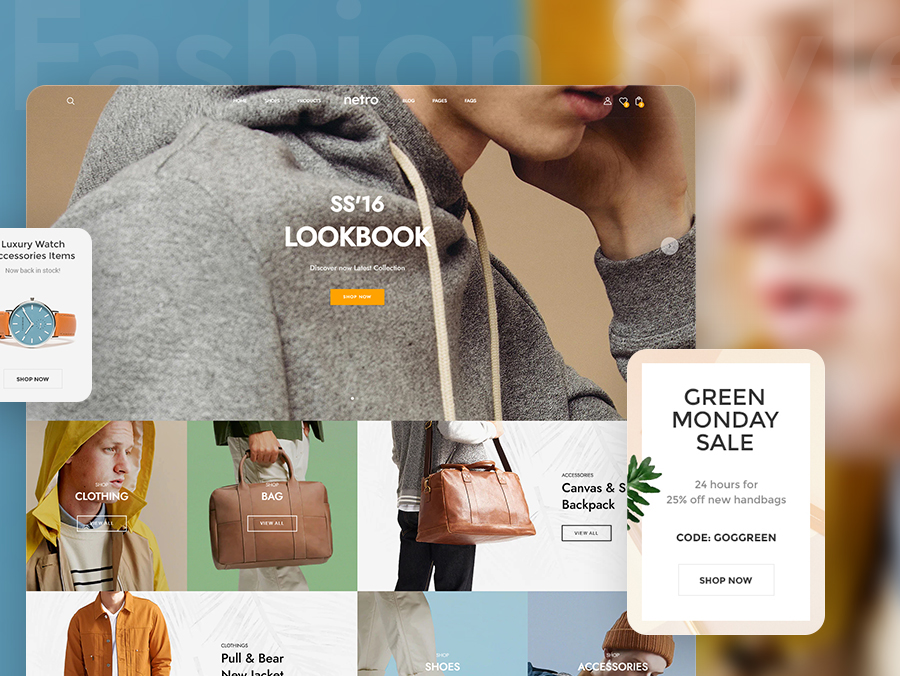 Fashion Style
HOME
SHOPS
PRODUCTS
netro
BLOG
PAGES
FAQS
SS'16
LOOKBOOK
Discover now Latest Collection
SHOP NOW
Luxury Watch
ccessories Items
Now back in stock!
SHOP NOW
GREEN
MONDAY
SALE
24 hours for
25% off new handbags
CODE: GOGGREEN
SHOP NOW
SHOP
CLOTHING
VIEW ALL
SHOP
BAG
VIEW ALL
ACCESSORIES
Canvas & S
Backpack
VIEW ALL
CLOTHINGS
Pull & Bear
New Jacket
SHOP
SHOES
SHOP
ACCESSORIES